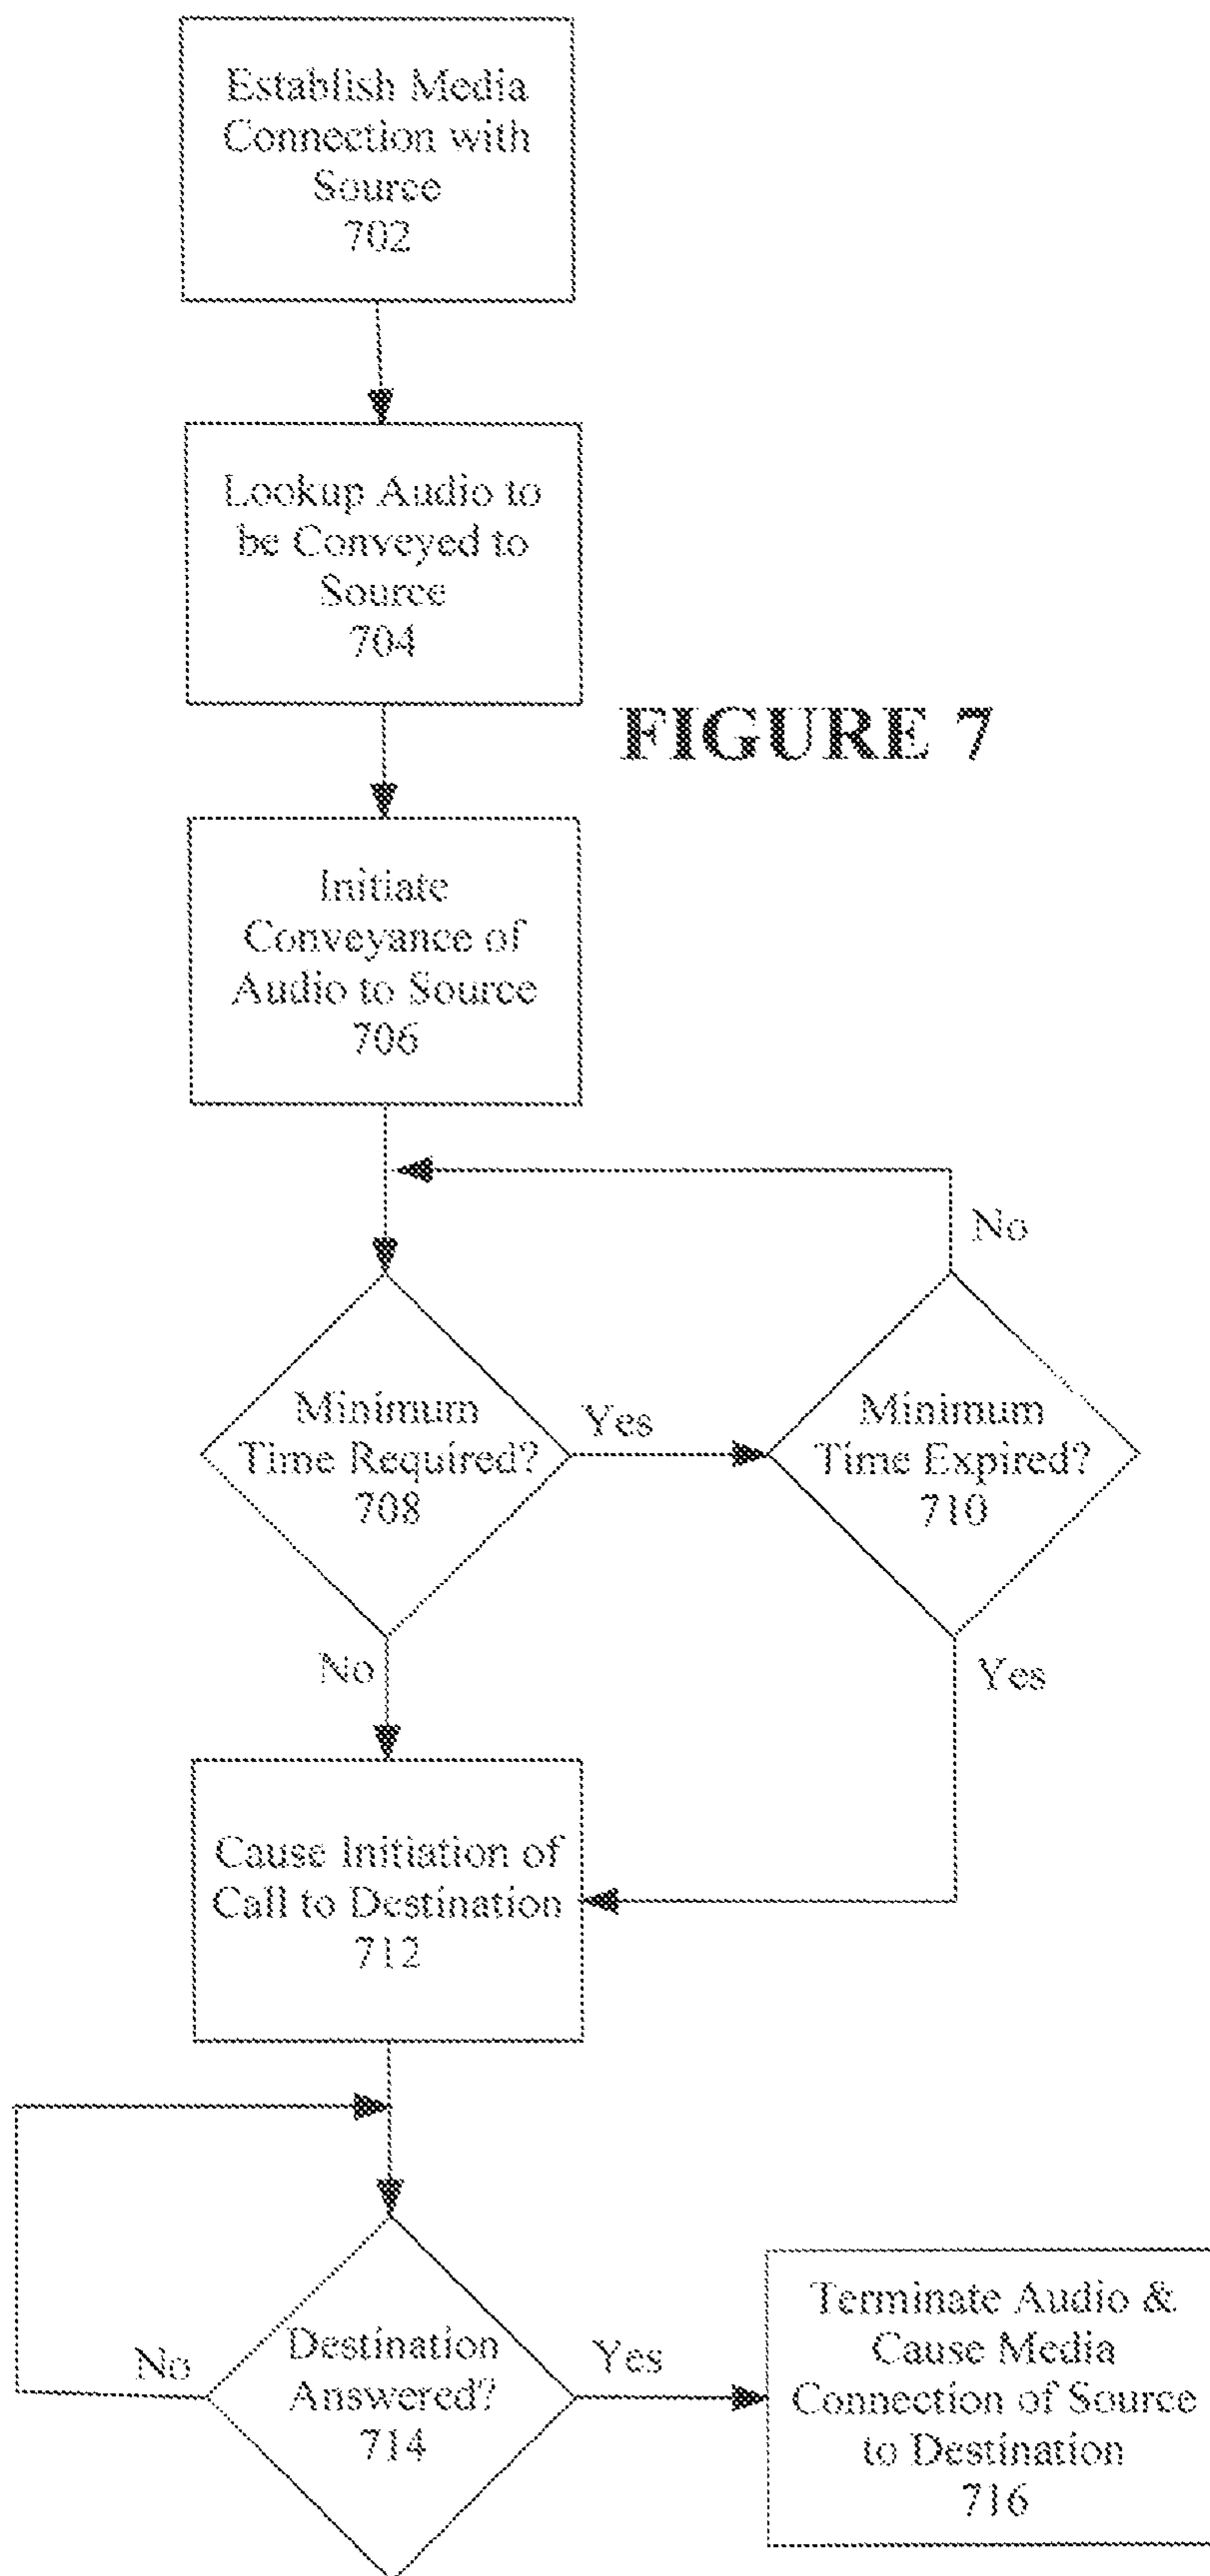 Establish Media
Connection with
Source
702
Lookup Audio to
be Conveyed to
Source
704
FIGURE 7
Initiate
Conveyance of
Audio to Source
706
No
Minimum
Time Required?
708
Yes
Minimum
Time Expired?
710
No
Yes
Cause Initiation of
Call to Destination
712
No
Destination
Answered?
714
Yes
Terminate Audio &
Cause Media
Connection of Source
to Destination
716